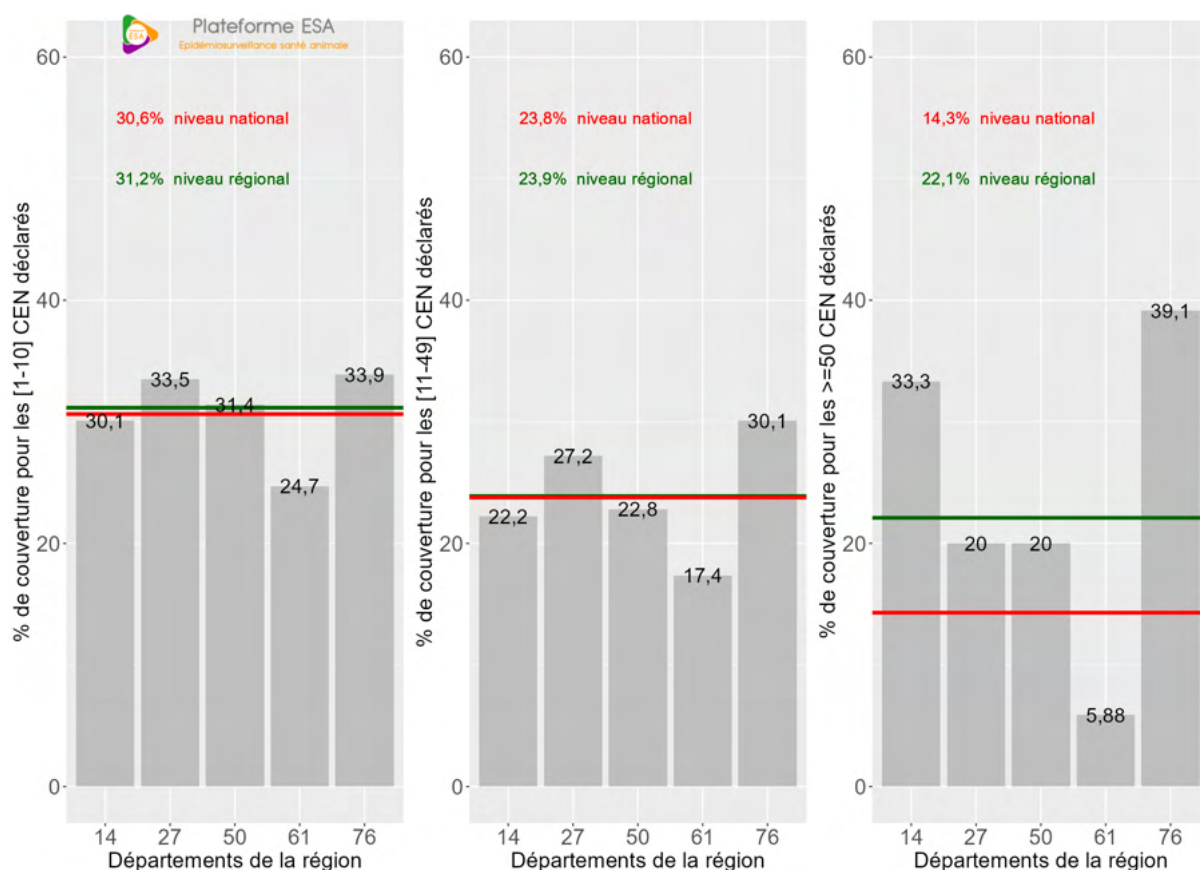 Plateforme ESA
ESA
Epidémiosurveillance santé animale
% de couverture pour les [1-10] CEN déclarés
60
40
20
0
30,6% niveau national
31,2% niveau régional
30,1
33,5
31,4
24,7
33,9
14 27 50 61 76
Départements de la région
% de couverture pour les [11-49] CEN déclarés
60
40
20
0
23,8% niveau national
23,9% niveau régional
22,2
27,2
22,8
17,4
30,1
14 27 50 61 76
Départements de la région
% de couverture pour les >=50 CEN déclarés
60
40
20
0
14,3% niveau national
22,1% niveau régional
33,3
20
20
5,88
39,1
14 27 50 61 76
Départements de la région